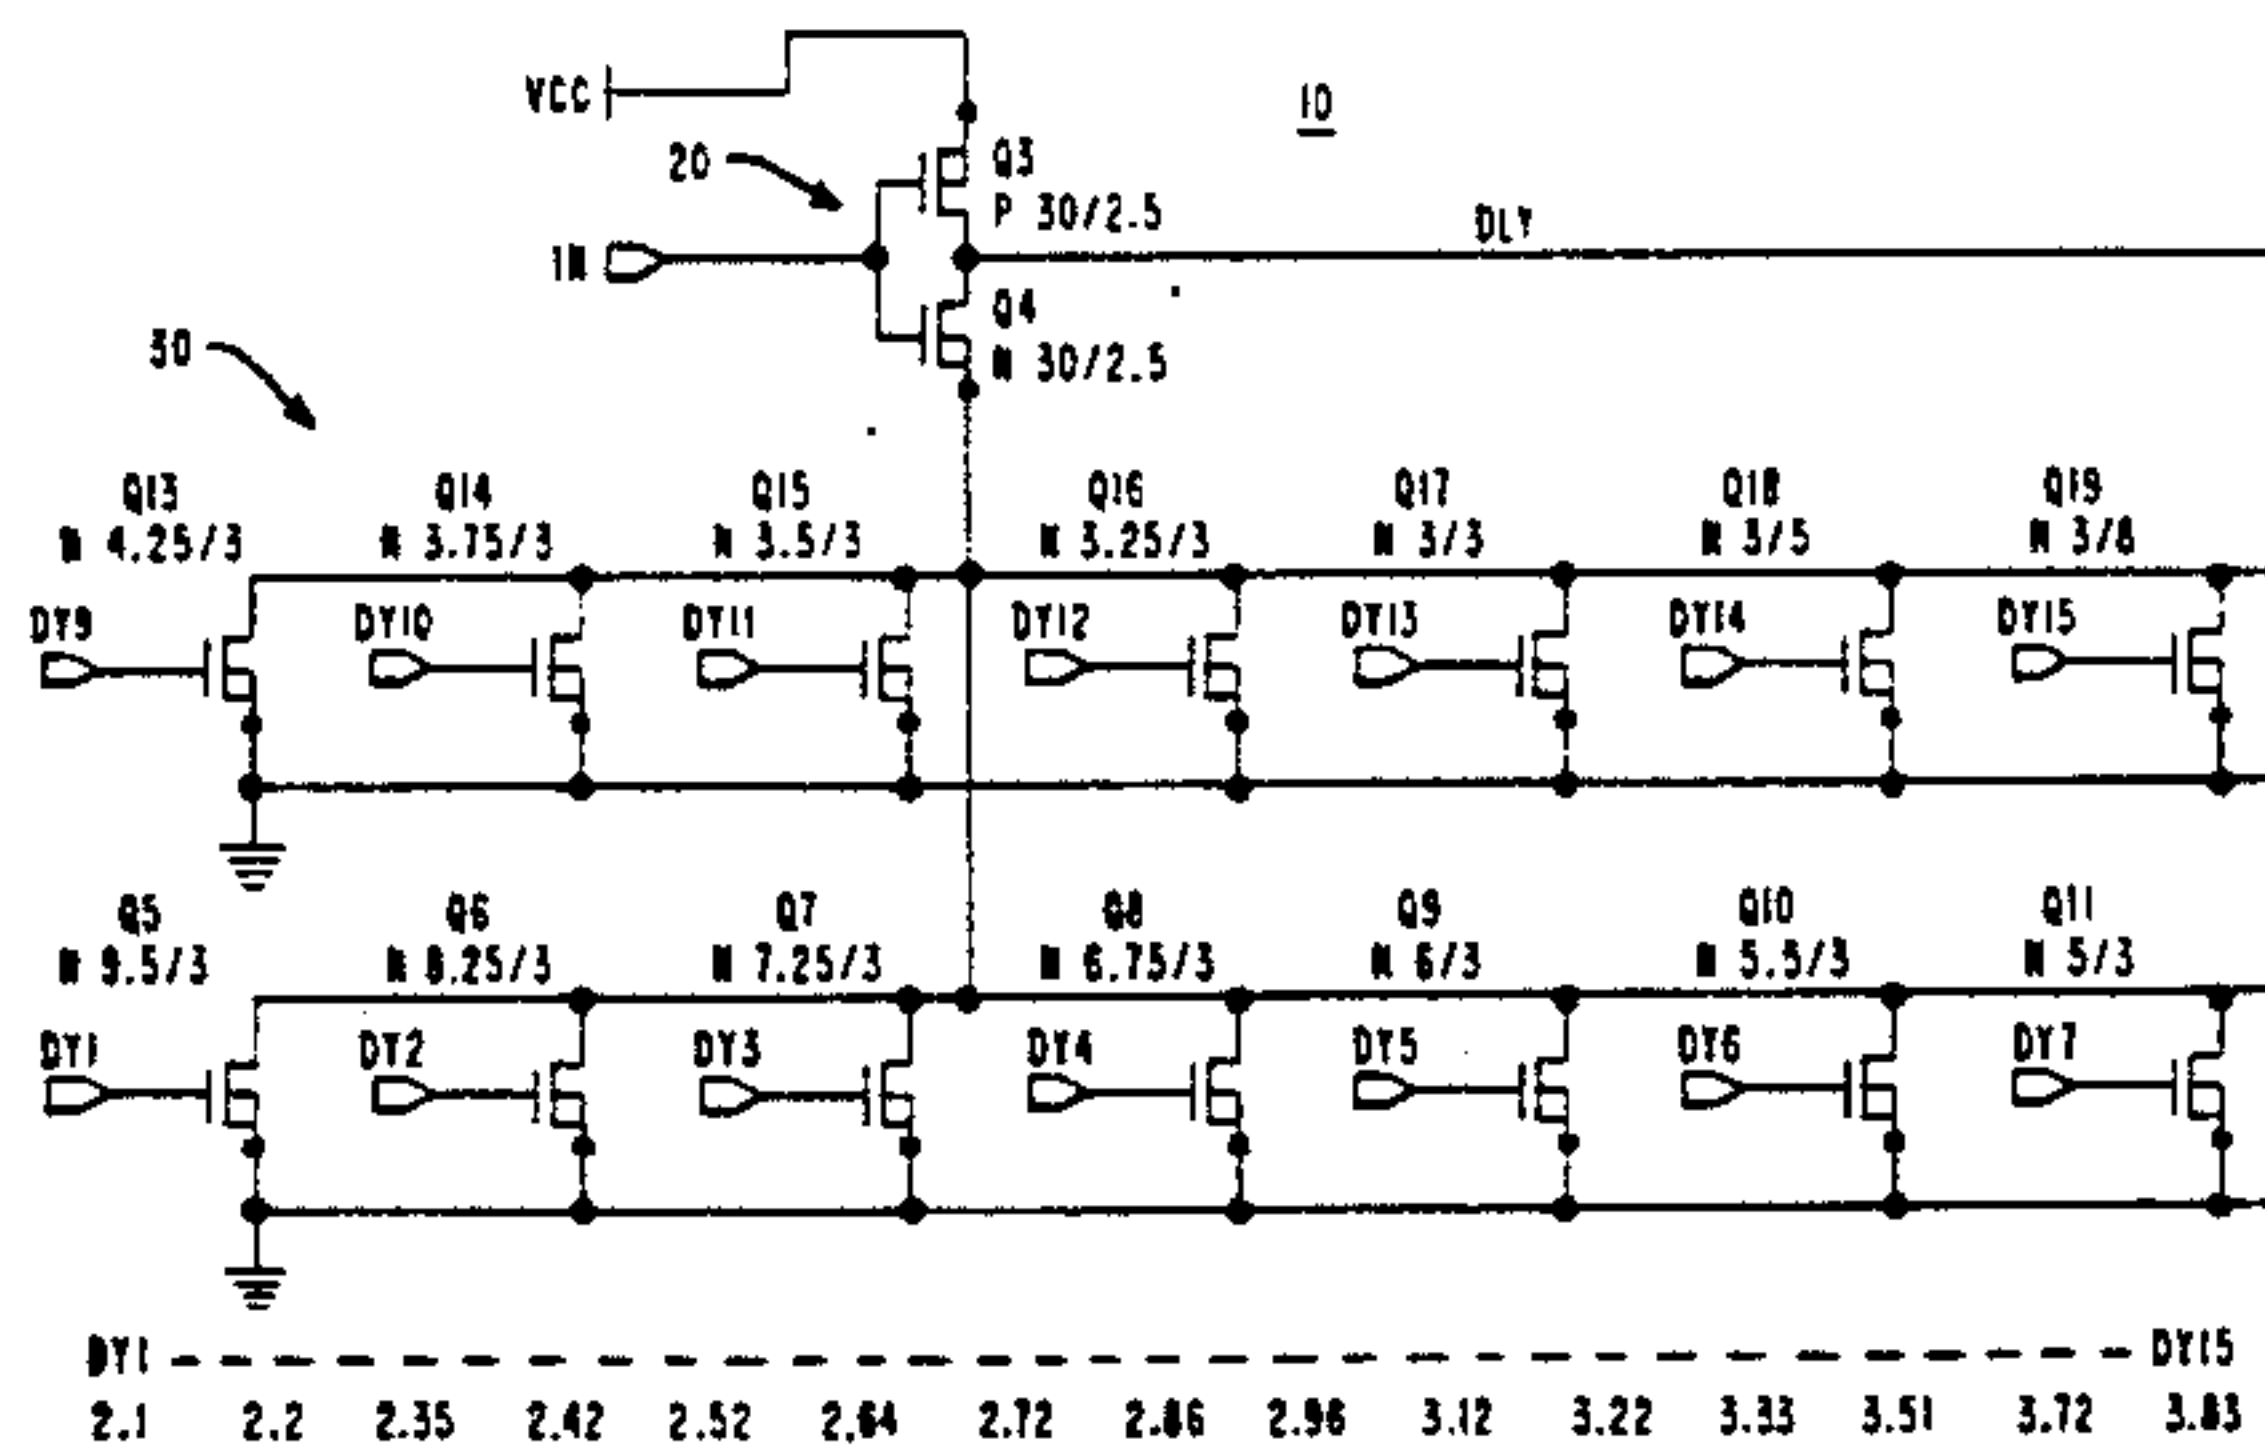 VCC
10
20
Q3
P 30/2.5
DLY
IN
Q4
N 30/2.5
30
Q13 Q14 Q15 Q16 Q17 Q18 Q19
N 4.25/3 N 3.75/3 N 3.5/3 N 3.25/3 N 3/3 N 3/5 N 3/8
DY9 DY10 DY11 DY12 DY13 DY14 DY15
Q5 Q6 Q7 Q8 Q9 Q10 Q11
N 9.5/3 N 8.25/3 N 7.25/3 N 6.75/3 N 6/3 N 5.5/3 N 5/3
DY1 DY2 DY3 DY4 DY5 DY6 DY7
DY1 — — — — — — — — — — — — — — — — — — — — — — — — DY15
2.1 2.2 2.35 2.42 2.52 2.64 2.72 2.86 2.96 3.12 3.22 3.33 3.51 3.72 3.83